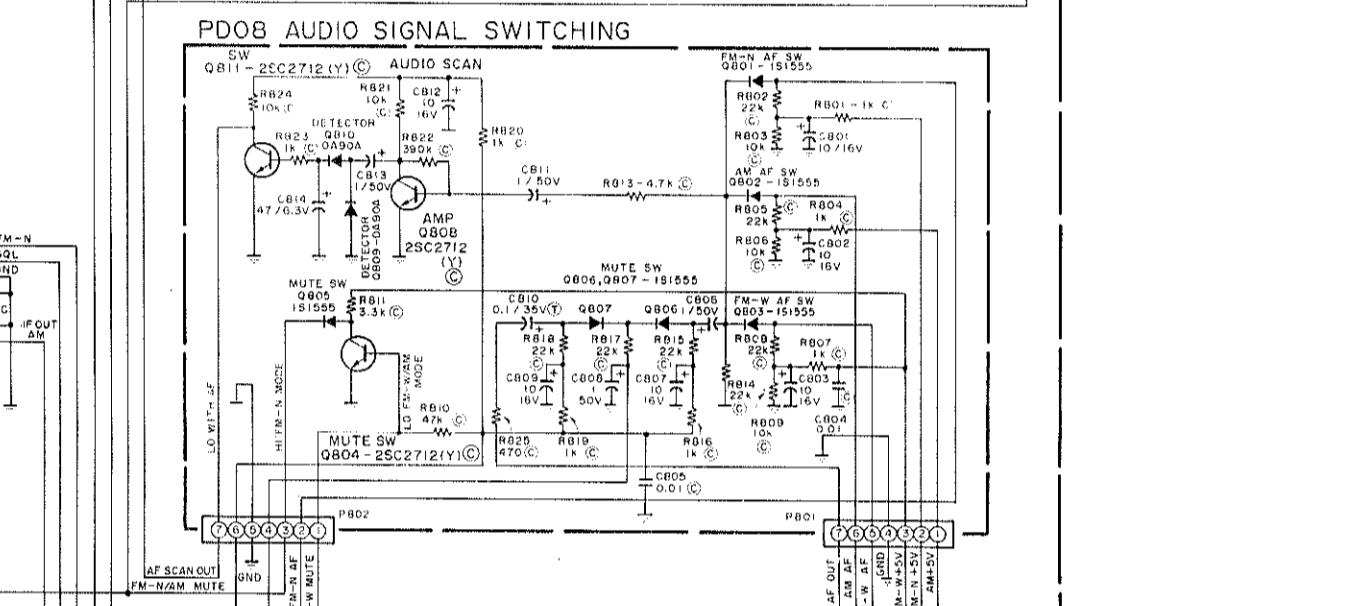 PD08 AUDIO SIGNAL SWITCHING
SW
Q811-2SC2712 (Y) Ⓒ
AUDIO SCAN
FM-N AF SW
Q801-1S1555
R824
10k
R821
10k
(C)
C812
10
16V
R820
1k
R802
22k
(C)
R801-1k
R803
10k
Ⓒ
C801
10/16V
DETECTOR
Q810
OA90A
R823
1k
R822
390k Ⓒ
C813
1/50V
C814
47/6.3V
DETECTOR
Q809-OA90A
AMP
Q808
2SC2712
(Y)
Ⓒ
C811
1/50V
R813-4.7k Ⓒ
AM AF SW
Q802-1S1555
R805
22k
Ⓒ
R804
1k
Ⓒ
R806
10k
Ⓒ
C802
10
16V
FM-N
SQL
GND
IF OUT
AM
MUTE SW
Q805
1S1555
R811
3.3k Ⓒ
MUTE SW
Q806,Q807-1S1555
C810
0.1/35V Ⓣ
Q807
Q806
C806
1/50V
FM-W AF SW
Q803-1S1555
R818
22k
Ⓒ
R817
22k
Ⓒ
R815
22k
Ⓒ
R808
22k
Ⓒ
R807
1k Ⓒ
C809
10
16V
C808
1
50V
C807
10
16V
R814
22k
Ⓒ
C803
10
16V
C804
0.01
R809
10k
Ⓒ
LO WITH AF
HI FM-N MODE
LO FM-W/AM
MODE
R810
47k Ⓒ
MUTE SW
Q804-2SC2712(Y) Ⓒ
R825
470 Ⓒ
R819
1k Ⓒ
R816
1k Ⓒ
C805
0.01 Ⓒ
P802
P801
7 6 5 4 3 2 1
7 6 5 4 3 2 1
AF SCAN OUT
FM-N/AM MUTE
GND
FM-N AF
-W MUTE
AF OUT
AM AF
-W AF
GND
M-W+5V
M-N+5V
AM+5V